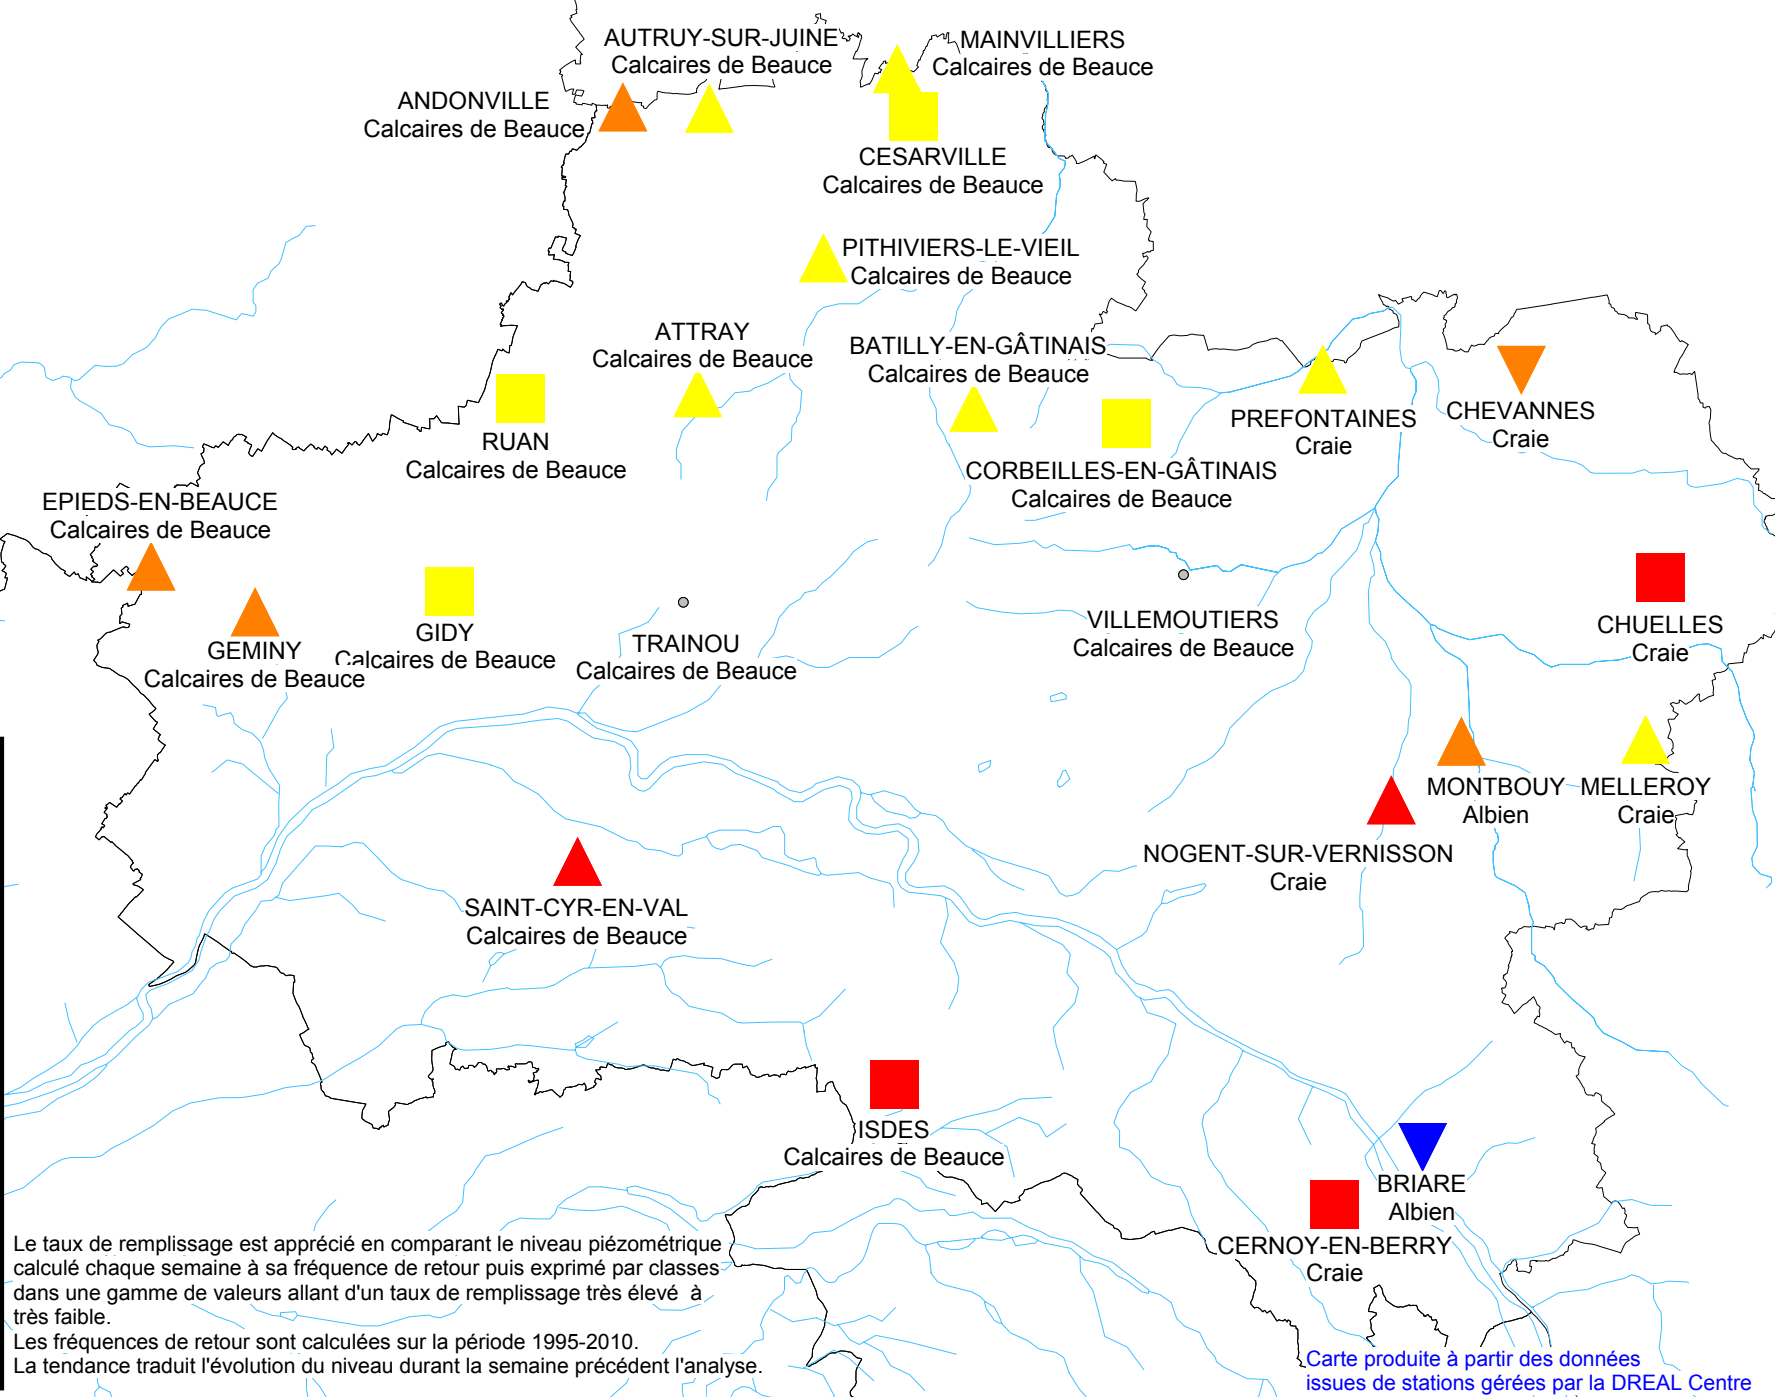 AUTRUY-SUR-JUINE
Calcaires de Beauce
MAINVILLIERS
Calcaires de Beauce
ANDONVILLE
Calcaires de Beauce
CESARVILLE
Calcaires de Beauce
PITHIVIERS-LE-VIEIL
Calcaires de Beauce
ATTRAY
Calcaires de Beauce
BATILLY-EN-GÂTINAIS
Calcaires de Beauce
RUAN
Calcaires de Beauce
CORBEILLES-EN-GÂTINAIS
Calcaires de Beauce
PREFONTAINES
Craie
CHEVANNES
Craie
EPIEDS-EN-BEAUCE
Calcaires de Beauce
GEMINY
Calcaires de Beauce
GIDY
Calcaires de Beauce
TRAINOU
Calcaires de Beauce
VILLEMOUTIERS
Calcaires de Beauce
CHUELLES
Craie
MONTBOUY
Albien
MELLEROY
Craie
NOGENT-SUR-VERNISSON
Craie
SAINT-CYR-EN-VAL
Calcaires de Beauce
ISDES
Calcaires de Beauce
BRIARE
Albien
CERNOY-EN-BERRY
Craie
Le taux de remplissage est apprécié en comparant le niveau piézométrique
calculé chaque semaine à sa fréquence de retour puis exprimé par classes
dans une gamme de valeurs allant d'un taux de remplissage très élevé à
très faible.
Les fréquences de retour sont calculées sur la période 1995-2010.
La tendance traduit l'évolution du niveau durant la semaine précédent l'analyse.
Carte produite à partir des données
issues de stations gérées par la DREAL Centre